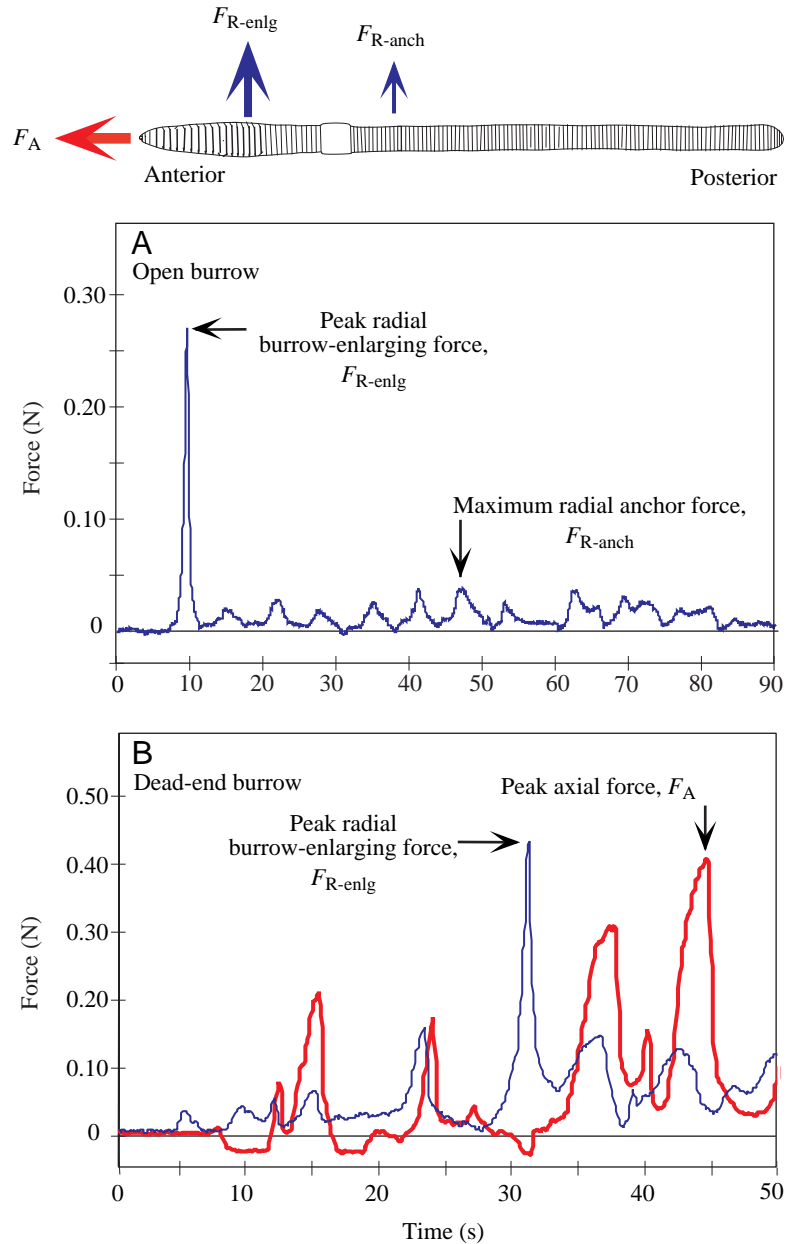 F_R-enlg
F_R-anch
F_A
Anterior
Posterior
A
Open burrow
0.30
Peak radial
burrow-enlarging force,
F_R-enlg
0.20
Force (N)
0.10
Maximum radial anchor force,
F_R-anch
0
0 10 20 30 40 50 60 70 80 90
B
Dead-end burrow
0.50
Peak axial force, F_A
Peak radial
burrow-enlarging force,
F_R-enlg
0.40
0.30
Force (N)
0.20
0.10
0
0 10 20 30 40 50
Time (s)